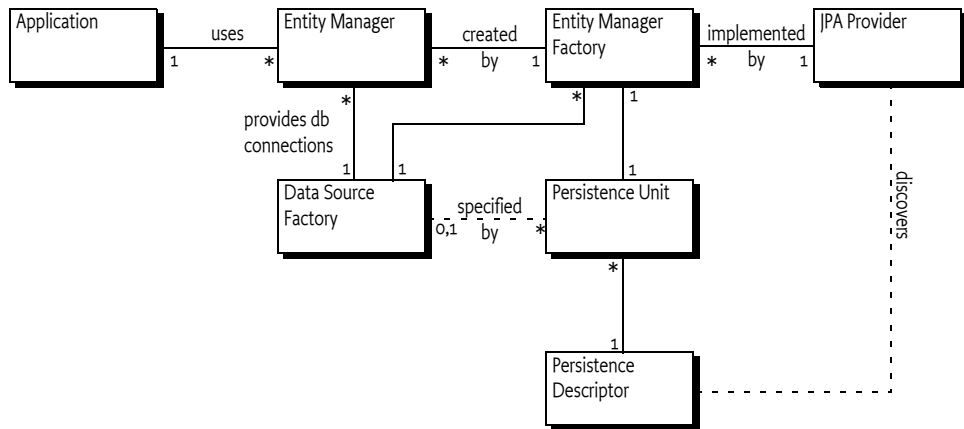 Application
uses
1
*
Entity Manager
created
by
*
1
Entity Manager
Factory
implemented
by
*
1
JPA Provider
*
provides db
connections
1
1
*
1
1
Data Source
Factory
specified
by
0,1
*
Persistence Unit
discovers
*
1
Persistence
Descriptor